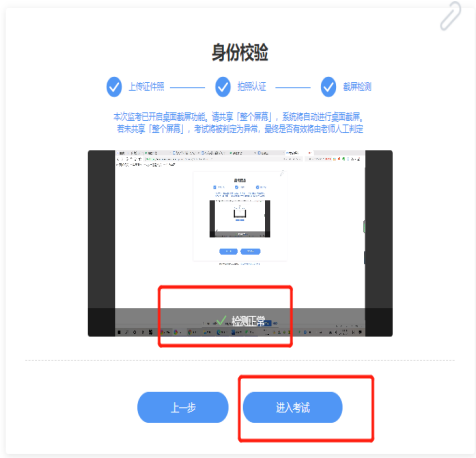 身份校验
上传证件照
拍照认证
截屏检测
本次监考已开启桌面截屏功能，请共享「整个屏幕」，系统将自动进行桌面截屏。
若未共享「整个屏幕」，考试将被判定为异常，最终是否有效将由老师人工判定
检测正常
上一步
进入考试